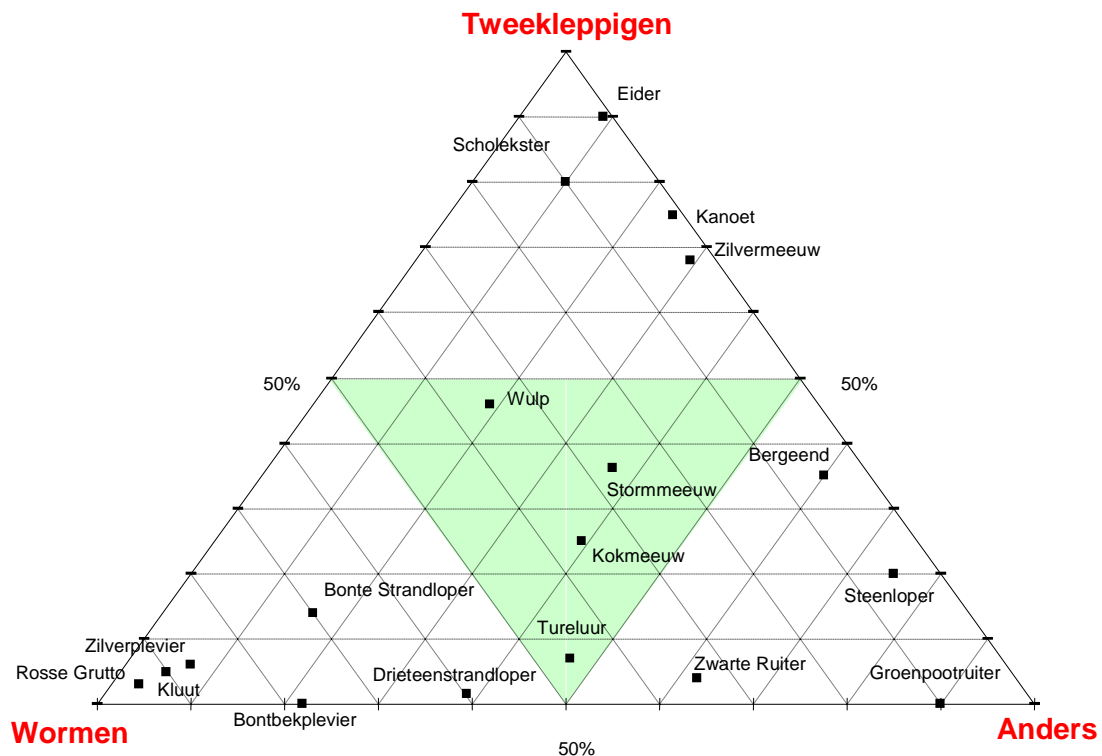 Tweekleppigen
Eider
Scholekster
Kanoet
Zilvermeeuw
50%
50%
Wulp
Bergeend
Stormmeeuw
Kokmeeuw
Bonte Strandloper
Steenloper
Tureluur
Zilverplevier
Zwarte Ruiter
Rosse Grutto
Drieteenstrandloper
Groenpootruiter
Kluut
Bontbekplevier
Wormen
Anders
50%